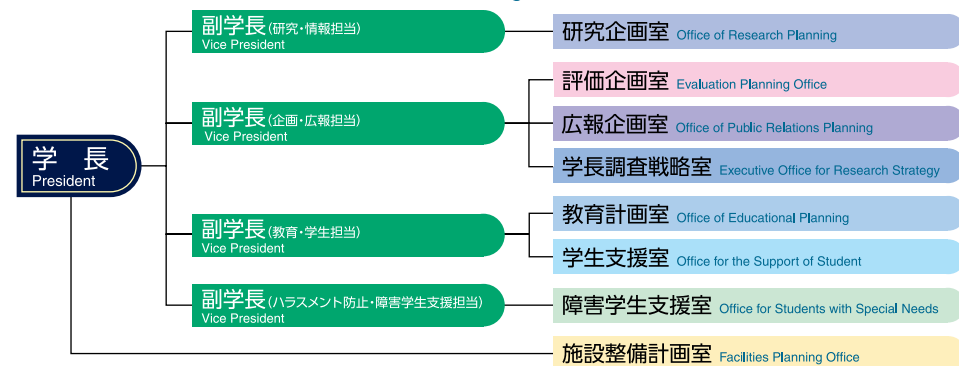 学 長
President
副学長(研究・情報担当)
Vice President
研究企画室 Office of Research Planning
副学長(企画・広報担当)
Vice President
評価企画室 Evaluation Planning Office
広報企画室 Office of Public Relations Planning
学長調査戦略室 Executive Office for Research Strategy
副学長(教育・学生担当)
Vice President
教育計画室 Office of Educational Planning
学生支援室 Office for the Support of Student
副学長(ハラスメント防止・障害学生支援担当)
Vice President
障害学生支援室 Office for Students with Special Needs
施設整備計画室 Facilities Planning Office